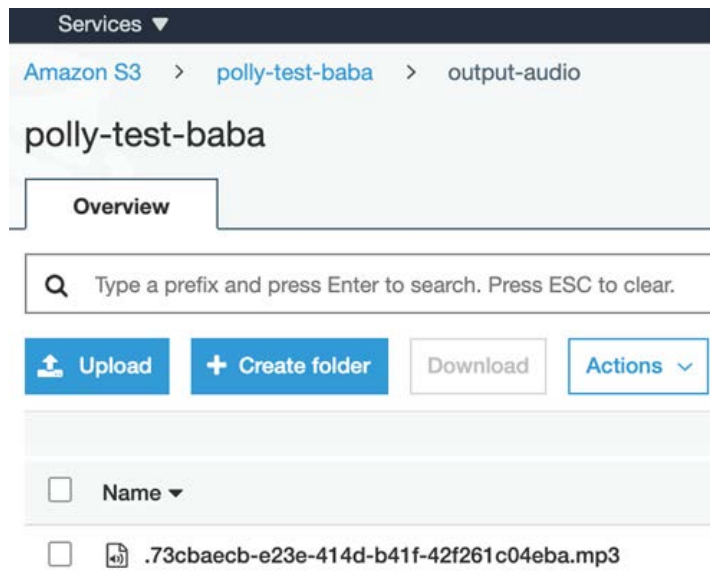 Services ▼
Amazon S3 > polly-test-baba > output-audio
polly-test-baba
Overview
Type a prefix and press Enter to search. Press ESC to clear.
Upload + Create folder Download Actions
Name ▼
.73cbaecb-e23e-414d-b41f-42f261c04eba.mp3